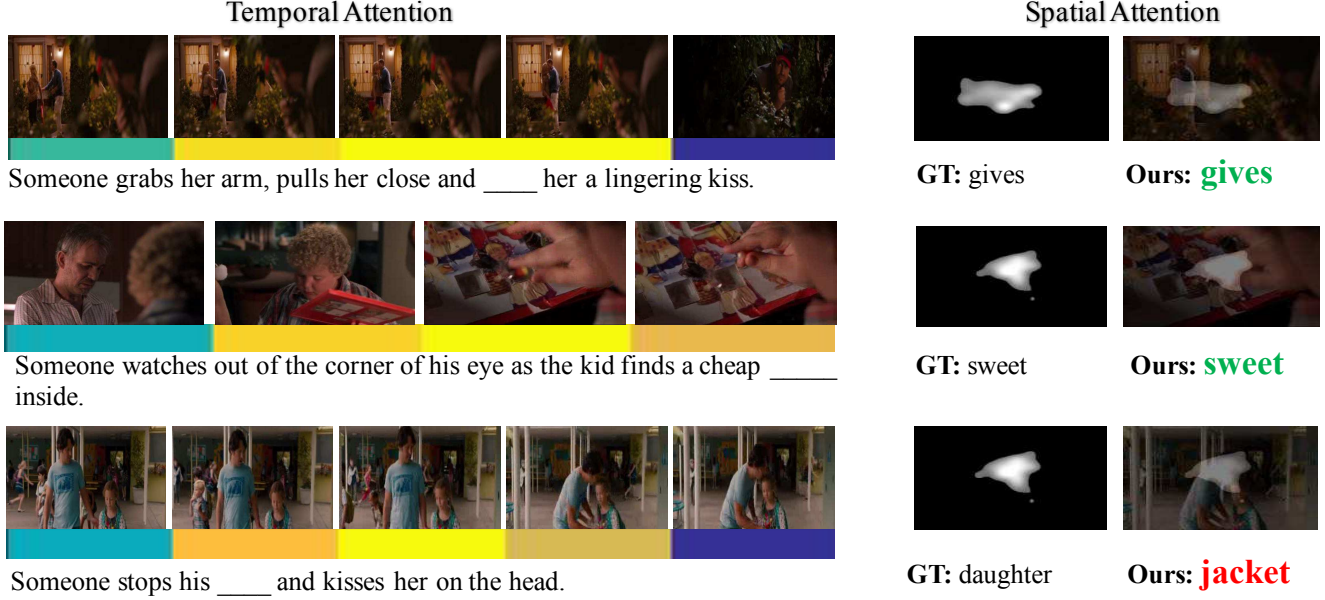 Temporal Attention
Spatial Attention
Someone grabs her arm, pulls her close and ____ her a lingering kiss.
GT: gives
Ours: gives
Someone watches out of the corner of his eye as the kid finds a cheap _____
inside.
GT: sweet
Ours: sweet
Someone stops his ____ and kisses her on the head.
GT: daughter
Ours: jacket